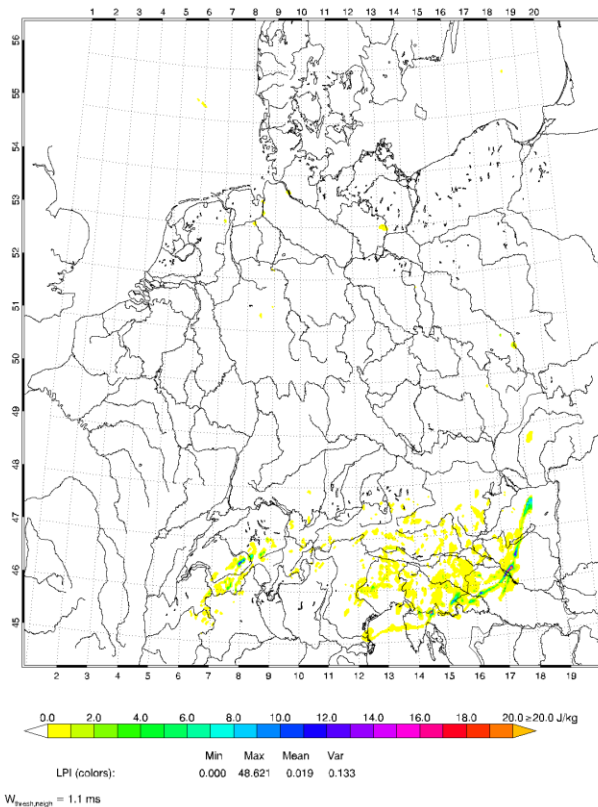 1 2 3 4 5 6 7 8 9 10 11 12 13 14 15 16 17 18 19 20
56
55
54
53
52
51
50
49
48
47
46
45
2 3 4 5 6 7 8 9 10 11 12 13 14 15 16 17 18 19
0.0 2.0 4.0 6.0 8.0 10.0 12.0 14.0 16.0 18.0 20.0 ≥20.0 J/kg
Min Max Mean Var
LPI (colors): 0.000 48.621 0.019 0.133
Wthresh,neigh = 1.1 ms